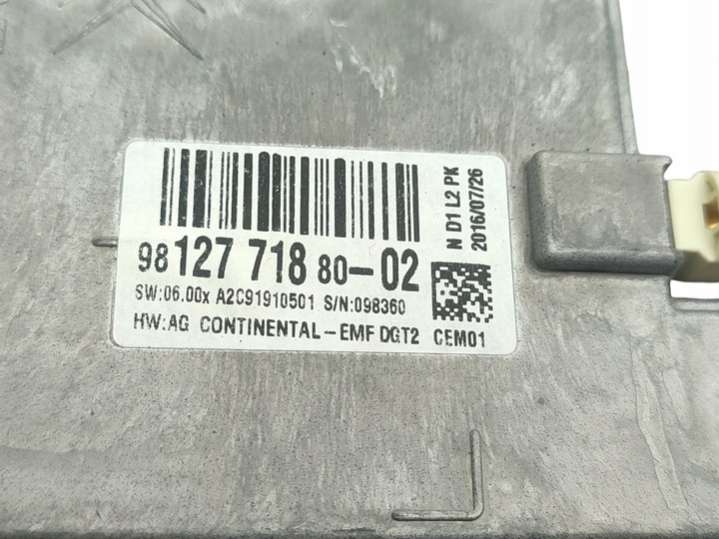 98 127 718 80-02
SW:06.00x A2C91910501 S/N:098360
HW:AG CONTINENTAL-EMF DGT2 CEM01
N D1 L2 PK
2016/07/26